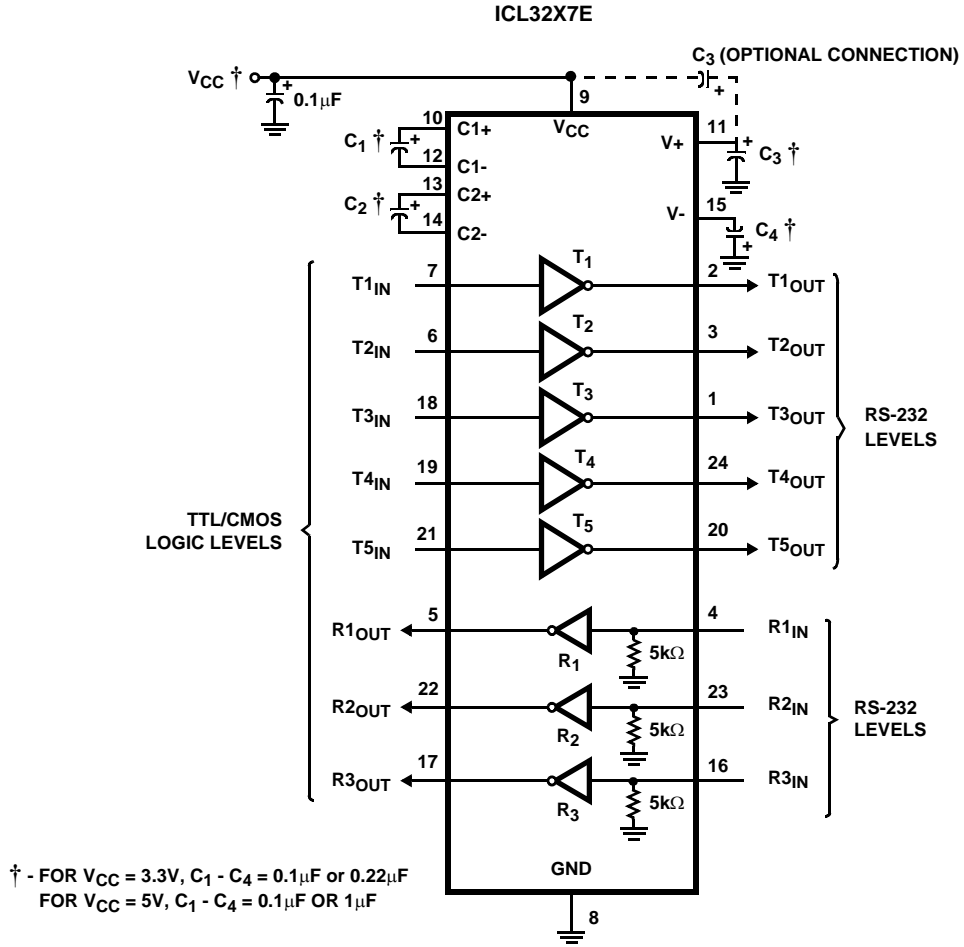 ICL32X7E
C3 (OPTIONAL CONNECTION)
VCC †
+
0.1μF
9
VCC
+
10
C1+
C1 †
+
12
C1-
13
C2+
C2 †
+
14
C2-
11
V+
+
C3 †
15
V-
C4 †
+
T1IN
7
T1
2
T1OUT
T2IN
6
T2
3
T2OUT
T3IN
18
T3
1
T3OUT
RS-232
LEVELS
T4IN
19
T4
24
T4OUT
TTL/CMOS
LOGIC LEVELS
T5IN
21
T5
20
T5OUT
R1OUT
5
R1
5kΩ
4
R1IN
R2OUT
22
R2
5kΩ
23
R2IN
RS-232
LEVELS
R3OUT
17
R3
5kΩ
16
R3IN
GND
8
† - FOR VCC = 3.3V, C1 - C4 = 0.1μF or 0.22μF
FOR VCC = 5V, C1 - C4 = 0.1μF OR 1μF